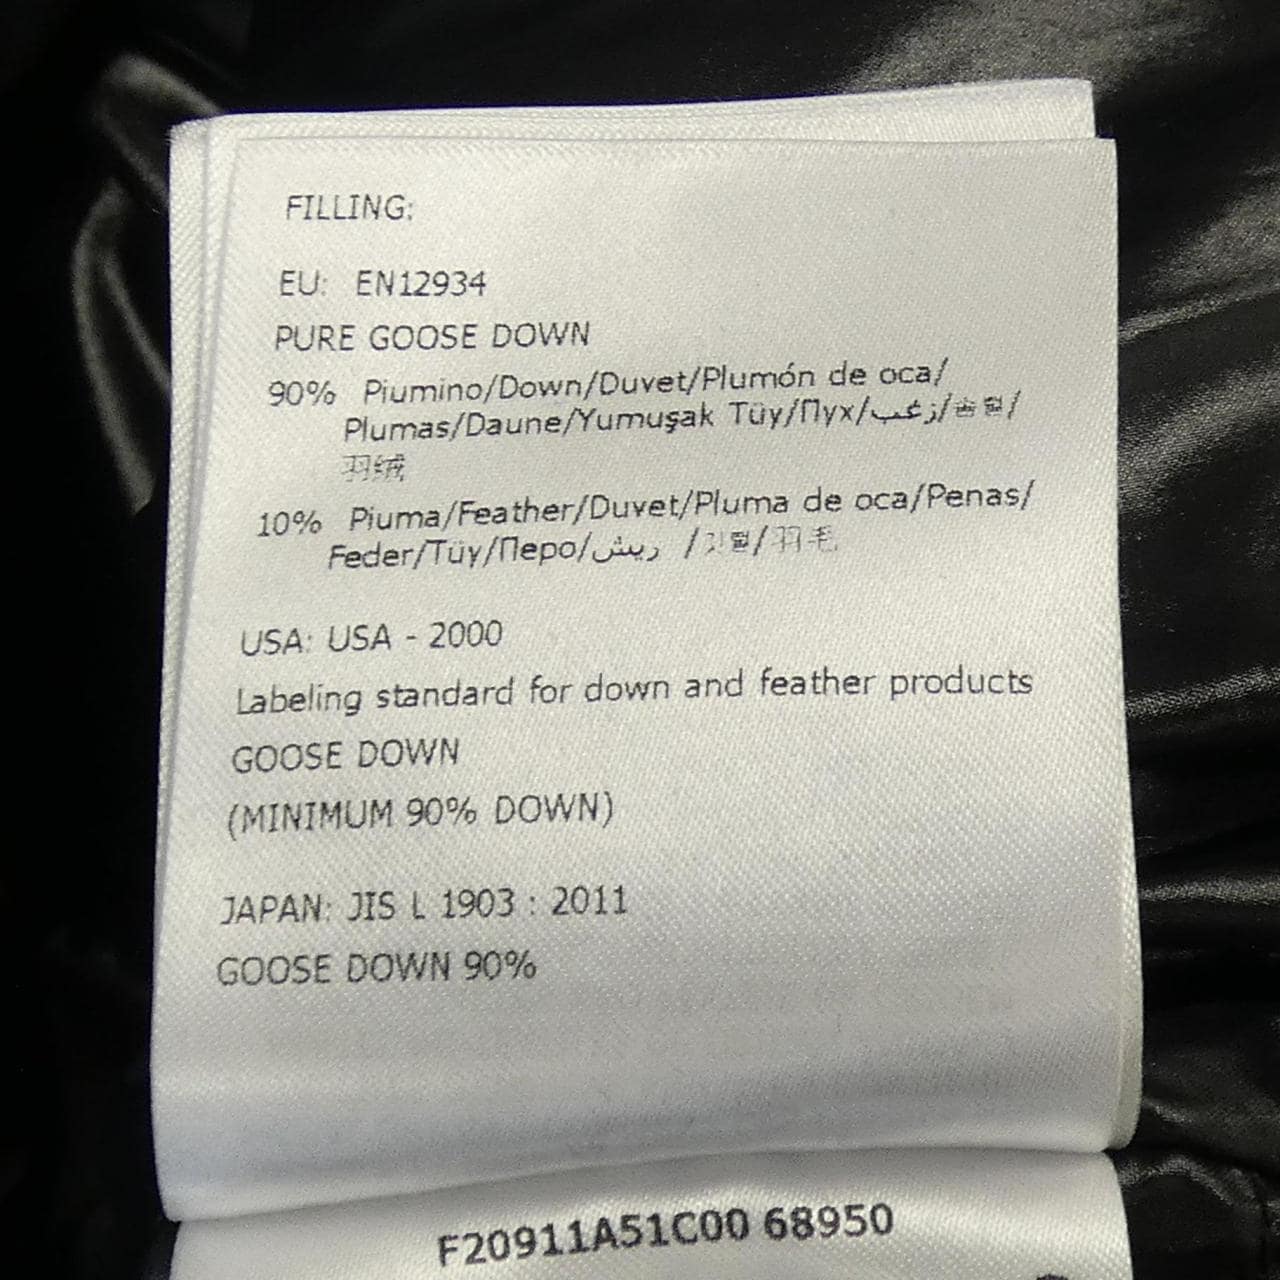 FILLING:
EU: EN12934
PURE GOOSE DOWN
90% Piumino/Down/Duvet/Plumón de oca/
Plumas/Daune/Yumuşak Tüy/Пух/زغب/솜털/
羽绒
10% Piuma/Feather/Duvet/Pluma de oca/Penas/
Feder/Tüy/Перо/ريش /깃털/羽毛
USA: USA - 2000
Labeling standard for down and feather products
GOOSE DOWN
(MINIMUM 90% DOWN)
JAPAN: JIS L 1903 : 2011
GOOSE DOWN 90%
F20911A51C00 68950